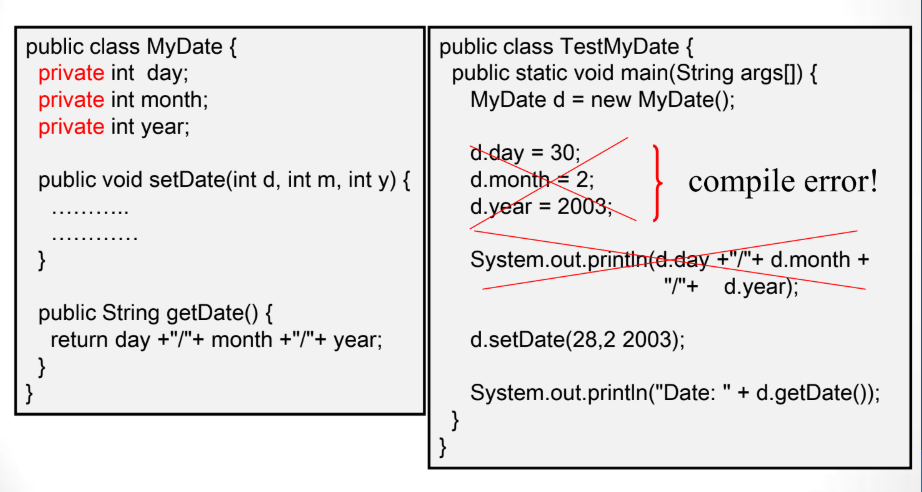 public class MyDate {
private int  day;
private int month;
private int year;
public void setDate(int d, int m, int y) {
………..
…………
}
public String getDate() {
return day +"/"+ month +"/"+ year;
}
}
public class TestMyDate {
public static void main(String args[]) {
MyDate d = new MyDate();
d.day = 30;
d.month = 2;
d.year = 2003;
compile error!
System.out.println(d.day +"/"+ d.month +
"/"+   d.year);
d.setDate(28,2 2003);
System.out.println("Date: " + d.getDate());
}
}